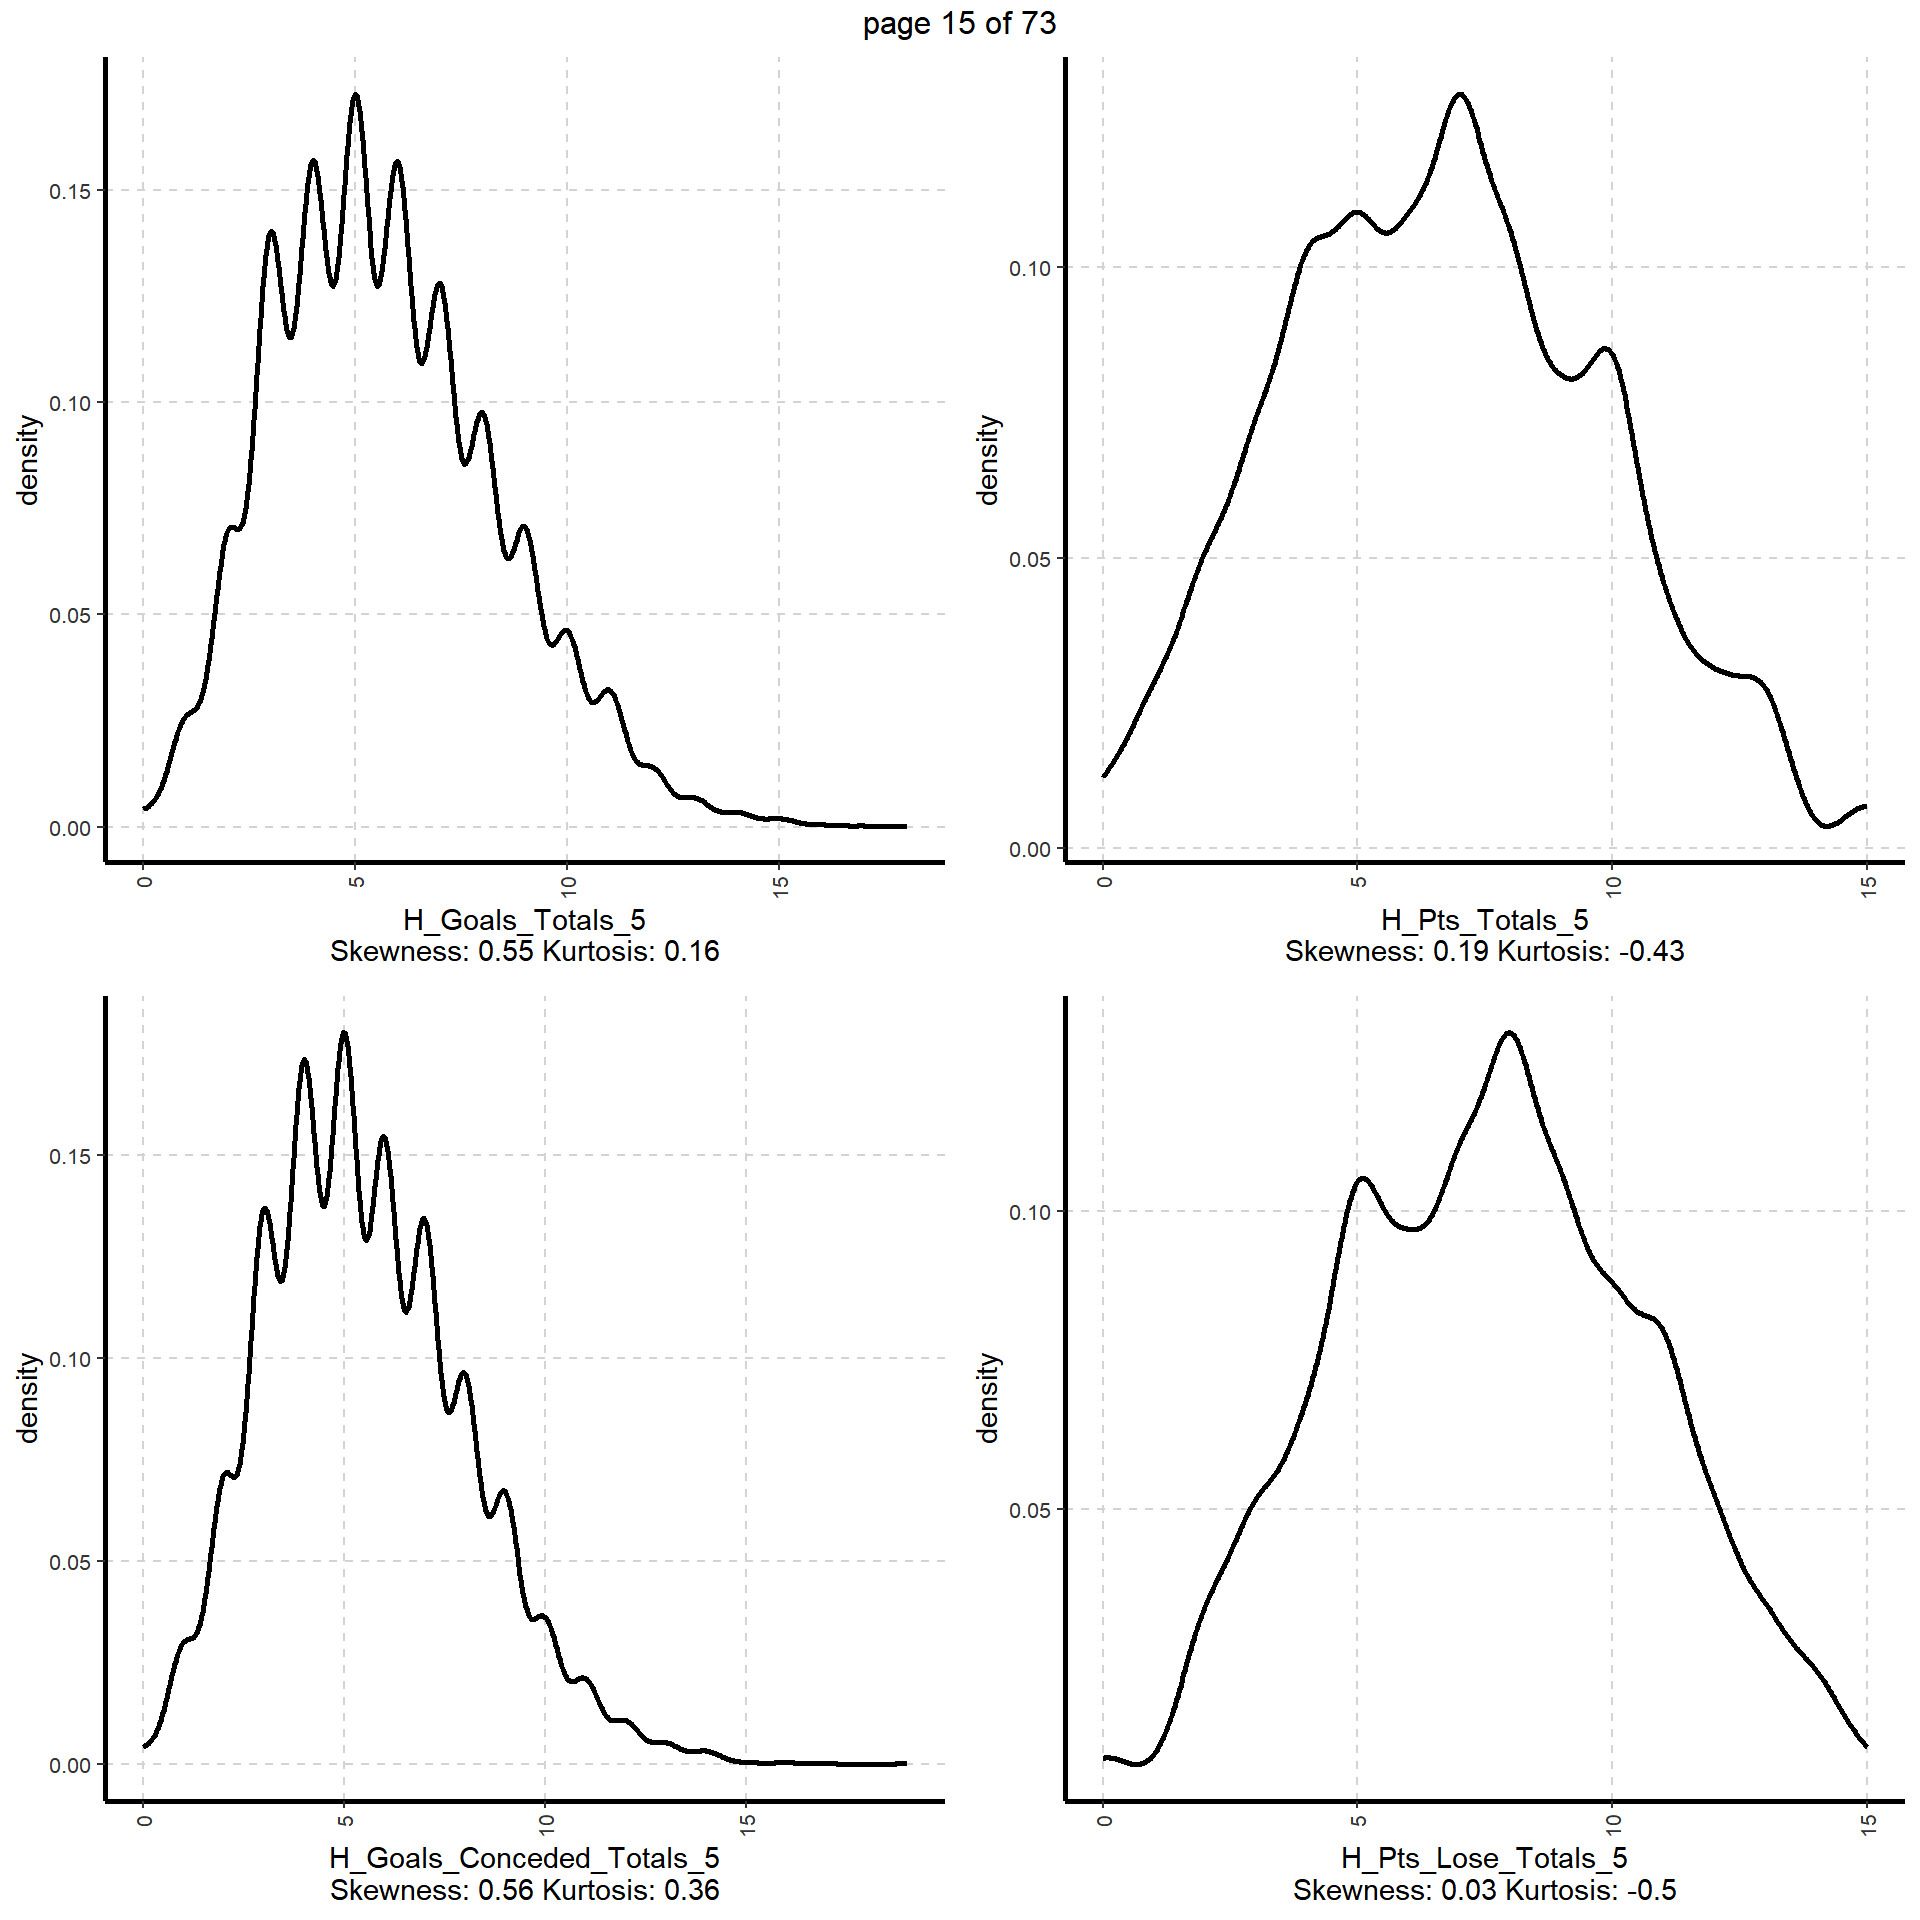 page 15 of 73
density
0.15
0.10
0.05
0.00
0
5
10
15
H_Goals_Totals_5
Skewness: 0.55 Kurtosis: 0.16
density
0.10
0.05
0.00
0
5
10
15
H_Pts_Totals_5
Skewness: 0.19 Kurtosis: -0.43
density
0.15
0.10
0.05
0.00
0
5
10
15
H_Goals_Conceded_Totals_5
Skewness: 0.56 Kurtosis: 0.36
density
0.10
0.05
0
5
10
15
H_Pts_Lose_Totals_5
Skewness: 0.03 Kurtosis: -0.5